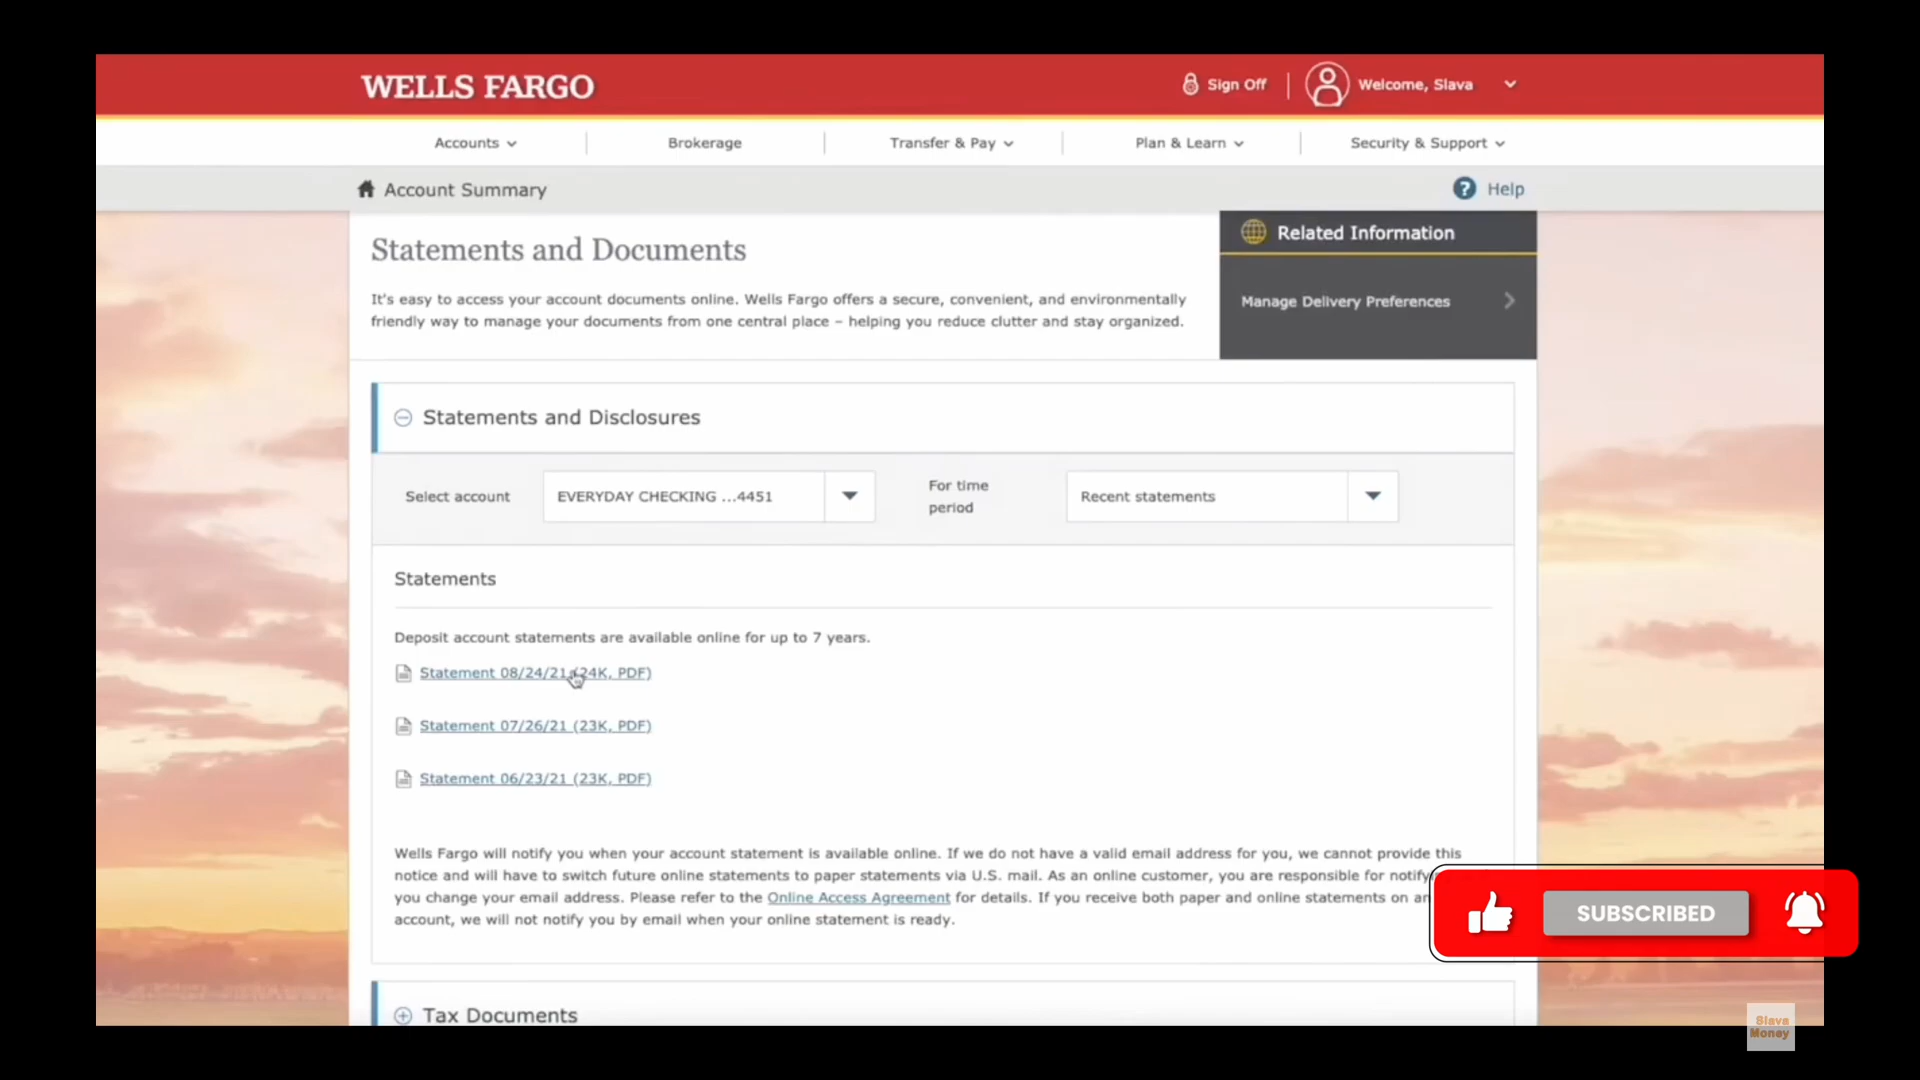 WELLS FARGO
Sign Off
Welcome, Slava
Accounts
Brokerage
Transfer & Pay
Plan & Learn
Security & Support
Account Summary
? Help
Statements and Documents
It's easy to access your account documents online. Wells Fargo offers a secure, convenient, and environmentally
friendly way to manage your documents from one central place – helping you reduce clutter and stay organized.
Related Information
Manage Delivery Preferences
Statements and Disclosures
Select account
EVERYDAY CHECKING ...4451
For time
period
Recent statements
Statements
Deposit account statements are available online for up to 7 years.
Statement 08/24/21 (24K, PDF)
Statement 07/26/21 (23K, PDF)
Statement 06/23/21 (23K, PDF)
Wells Fargo will notify you when your account statement is available online. If we do not have a valid email address for you, we cannot provide this
notice and will have to switch future online statements to paper statements via U.S. mail. As an online customer, you are responsible for notify
you change your email address. Please refer to the Online Access Agreement for details. If you receive both paper and online statements on an
account, we will not notify you by email when your online statement is ready.
SUBSCRIBED
Tax Documents
Slava
Money